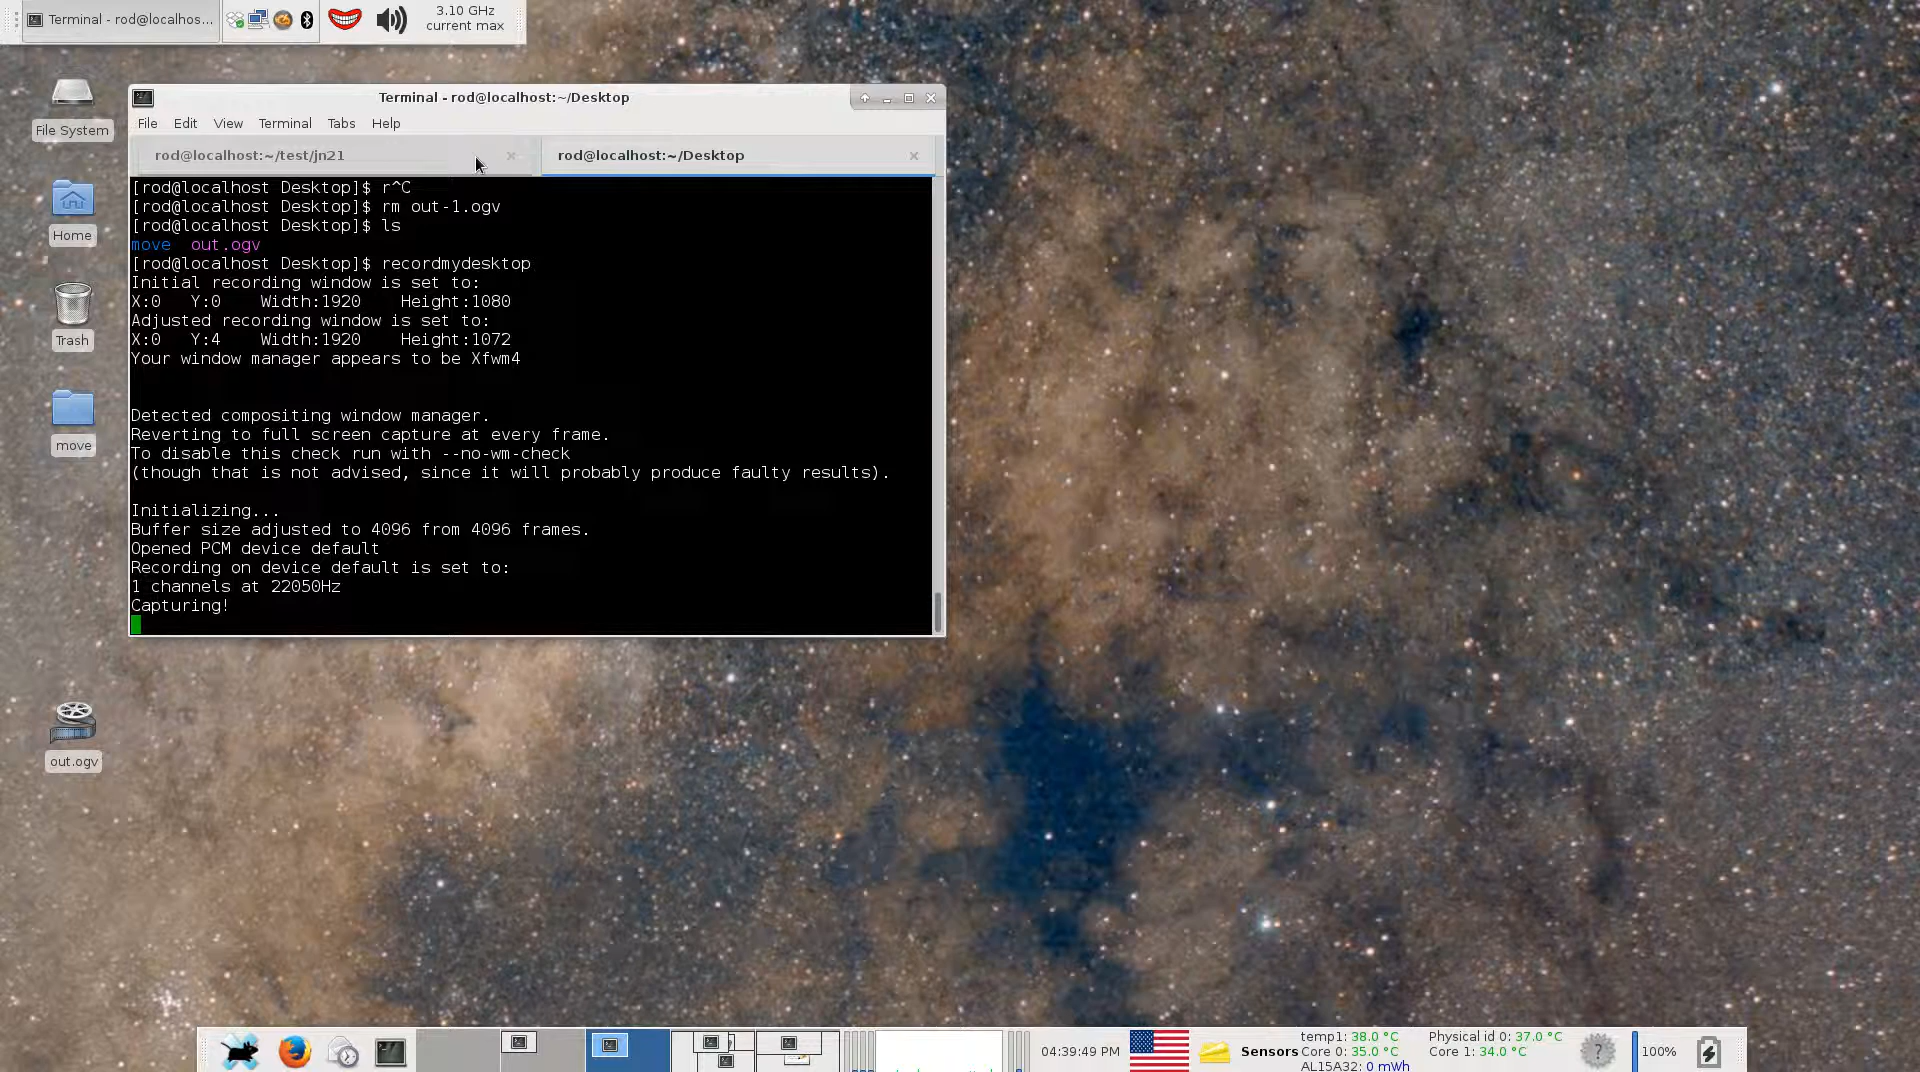 Terminal - rod@localhos...
3.10 GHz
current max
File System
Home
Trash
move
out.ogv
Terminal - rod@localhost:~/Desktop
File Edit View Terminal Tabs Help
rod@localhost:~/test/jn21
rod@localhost:~/Desktop
[rod@localhost Desktop]$ r^C
[rod@localhost Desktop]$ rm out-1.ogv
[rod@localhost Desktop]$ ls
move  out.ogv
[rod@localhost Desktop]$ recordmydesktop
Initial recording window is set to:
X:0   Y:0    Width:1920    Height:1080
Adjusted recording window is set to:
X:0   Y:4    Width:1920    Height:1072
Your window manager appears to be Xfwm4
Detected compositing window manager.
Reverting to full screen capture at every frame.
To disable this check run with --no-wm-check
(though that is not advised, since it will probably produce faulty results).
Initializing...
Buffer size adjusted to 4096 from 4096 frames.
Opened PCM device default
Recording on device default is set to:
1 channels at 22050Hz
Capturing!
04:39:49 PM
Sensors
temp1: 38.0 °C
Core 0: 35.0 °C
AL15A32: 0 mWh
Physical id 0: 37.0 °C
Core 1: 34.0 °C
?
100%